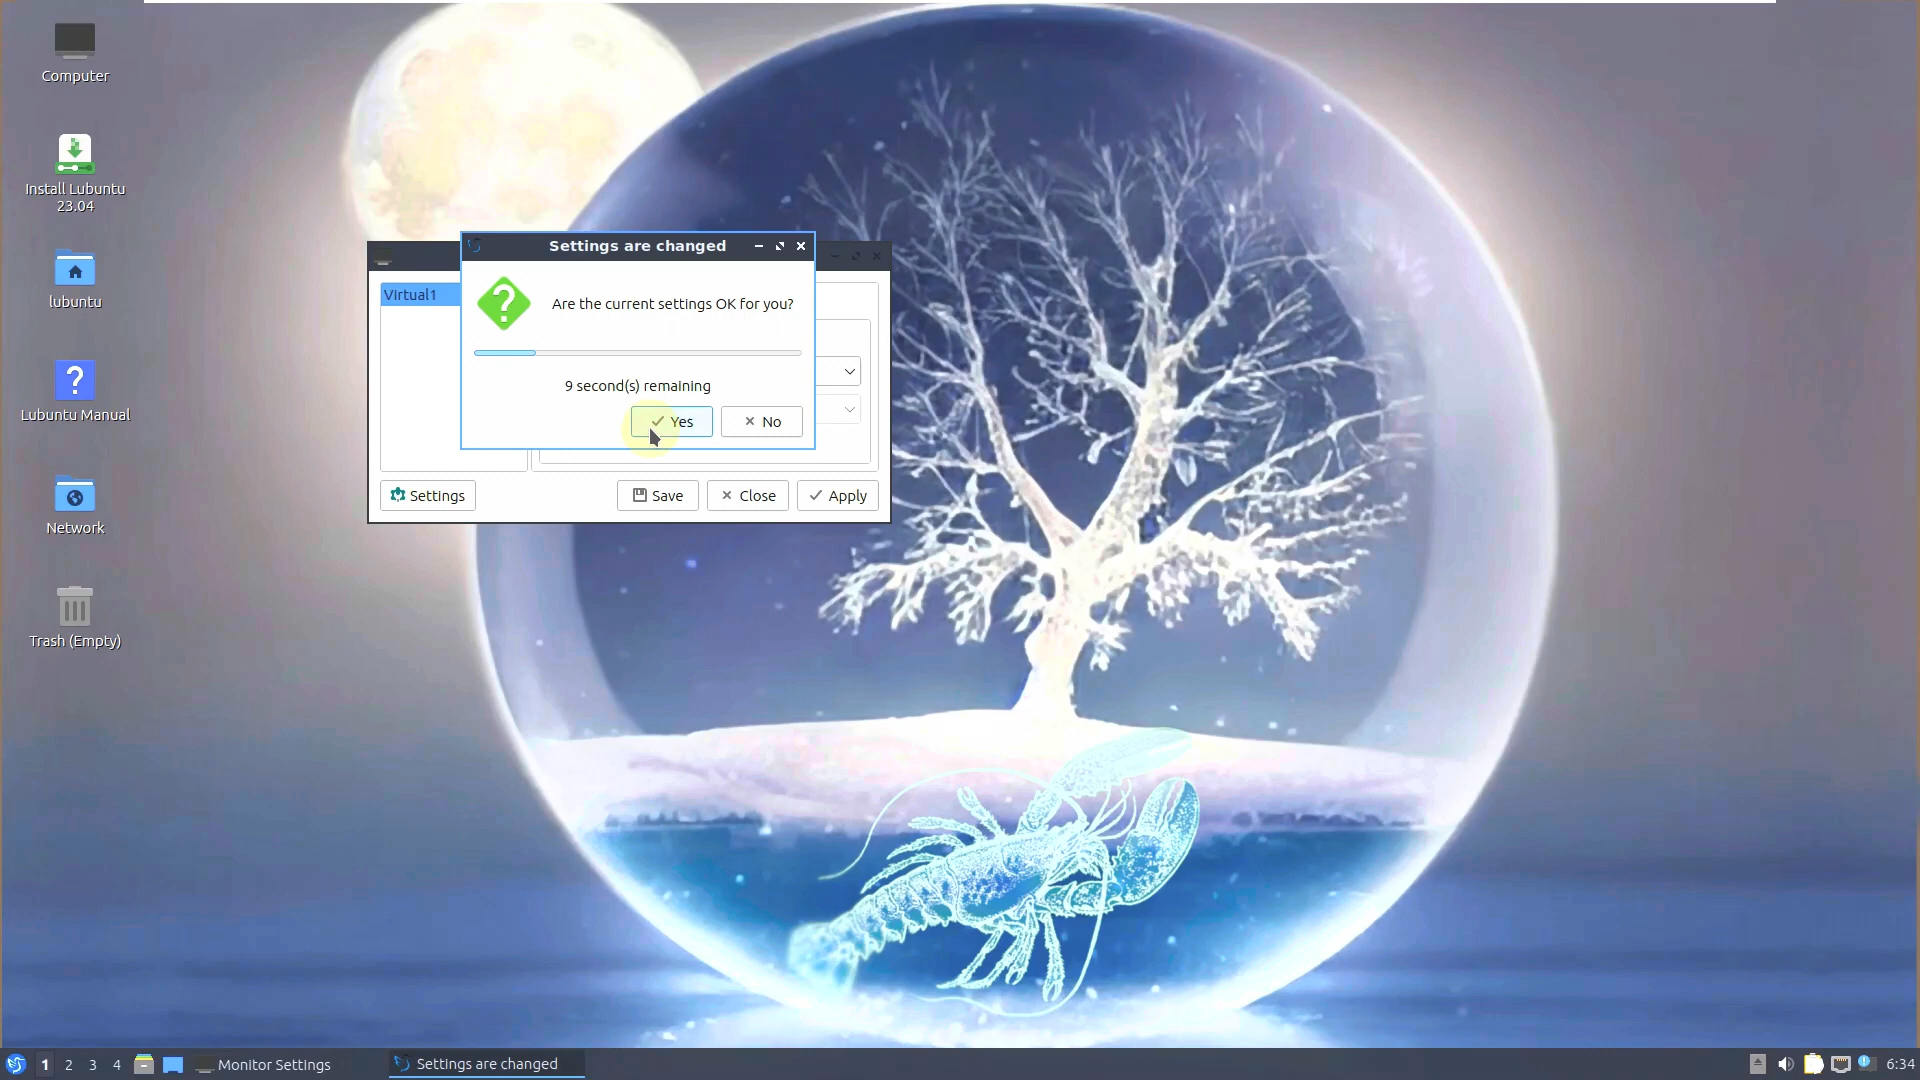 Computer
Install Lubuntu
23.04
lubuntu
Lubuntu Manual
Network
Trash (Empty)
Settings are changed
Virtual1
Are the current settings OK for you?
9 second(s) remaining
Yes
No
Settings
Save
Close
Apply
1 2 3 4 Monitor Settings Settings are changed 6:34